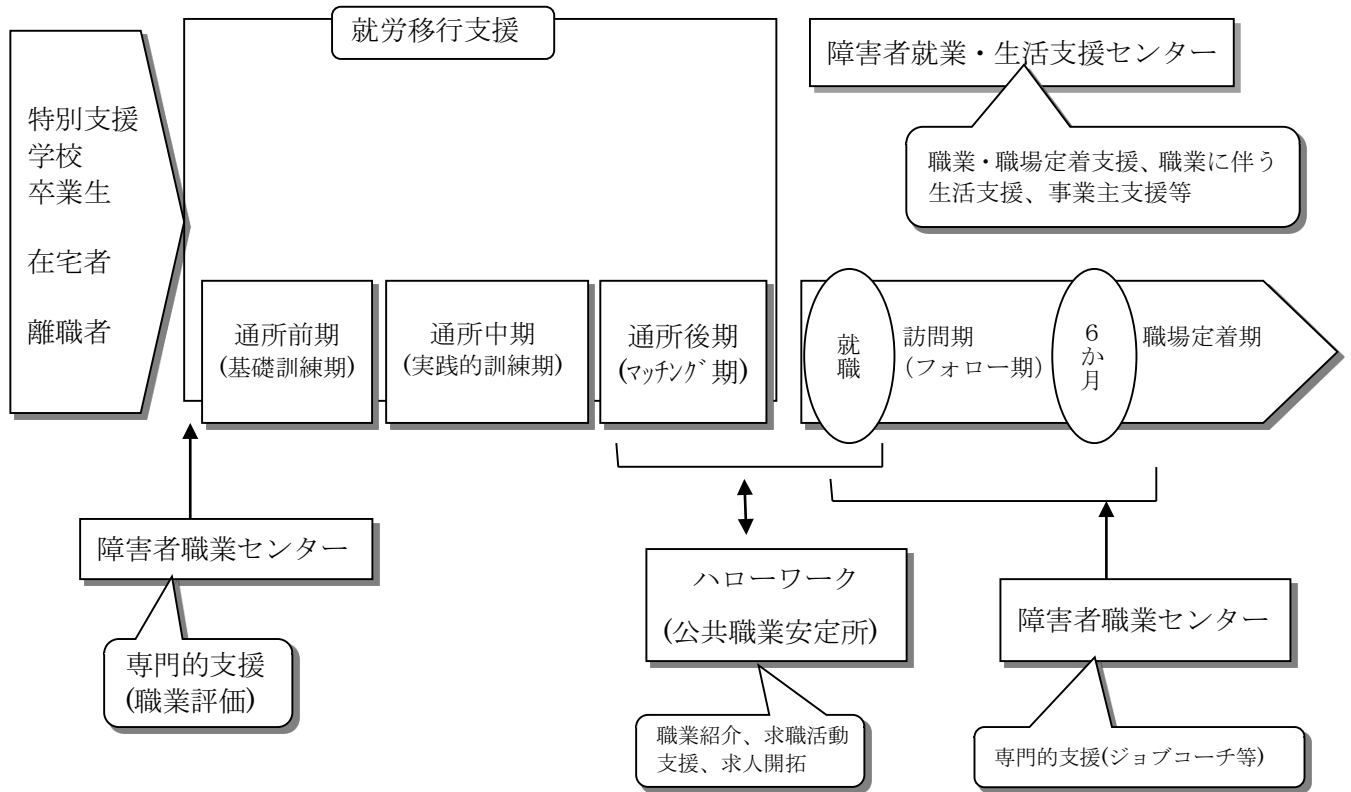 就労移行支援
障害者就業・生活支援センター
特別支援
学校
卒業生
在宅者
離職者
職業・職場定着支援、職業に伴う
生活支援、事業主支援等
通所前期
(基礎訓練期)
通所中期
(実践的訓練期)
通所後期
(ﾏｯﾁﾝｸﾞ期)
就職
訪問期
(フォロー期)
６か月
職場定着期
障害者職業センター
専門的支援
(職業評価)
ハローワーク
(公共職業安定所)
職業紹介、求職活動
支援、求人開拓
障害者職業センター
専門的支援(ジョブコーチ等)